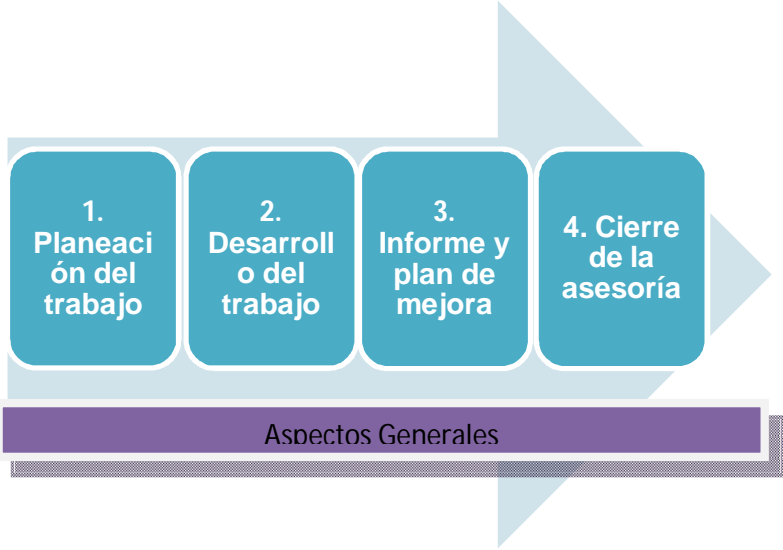 1.
Planeaci
ón del
trabajo
2.
Desarroll
o del
trabajo
3.
Informe y
plan de
mejora
4. Cierre
de la
asesoría
Aspectos Generales